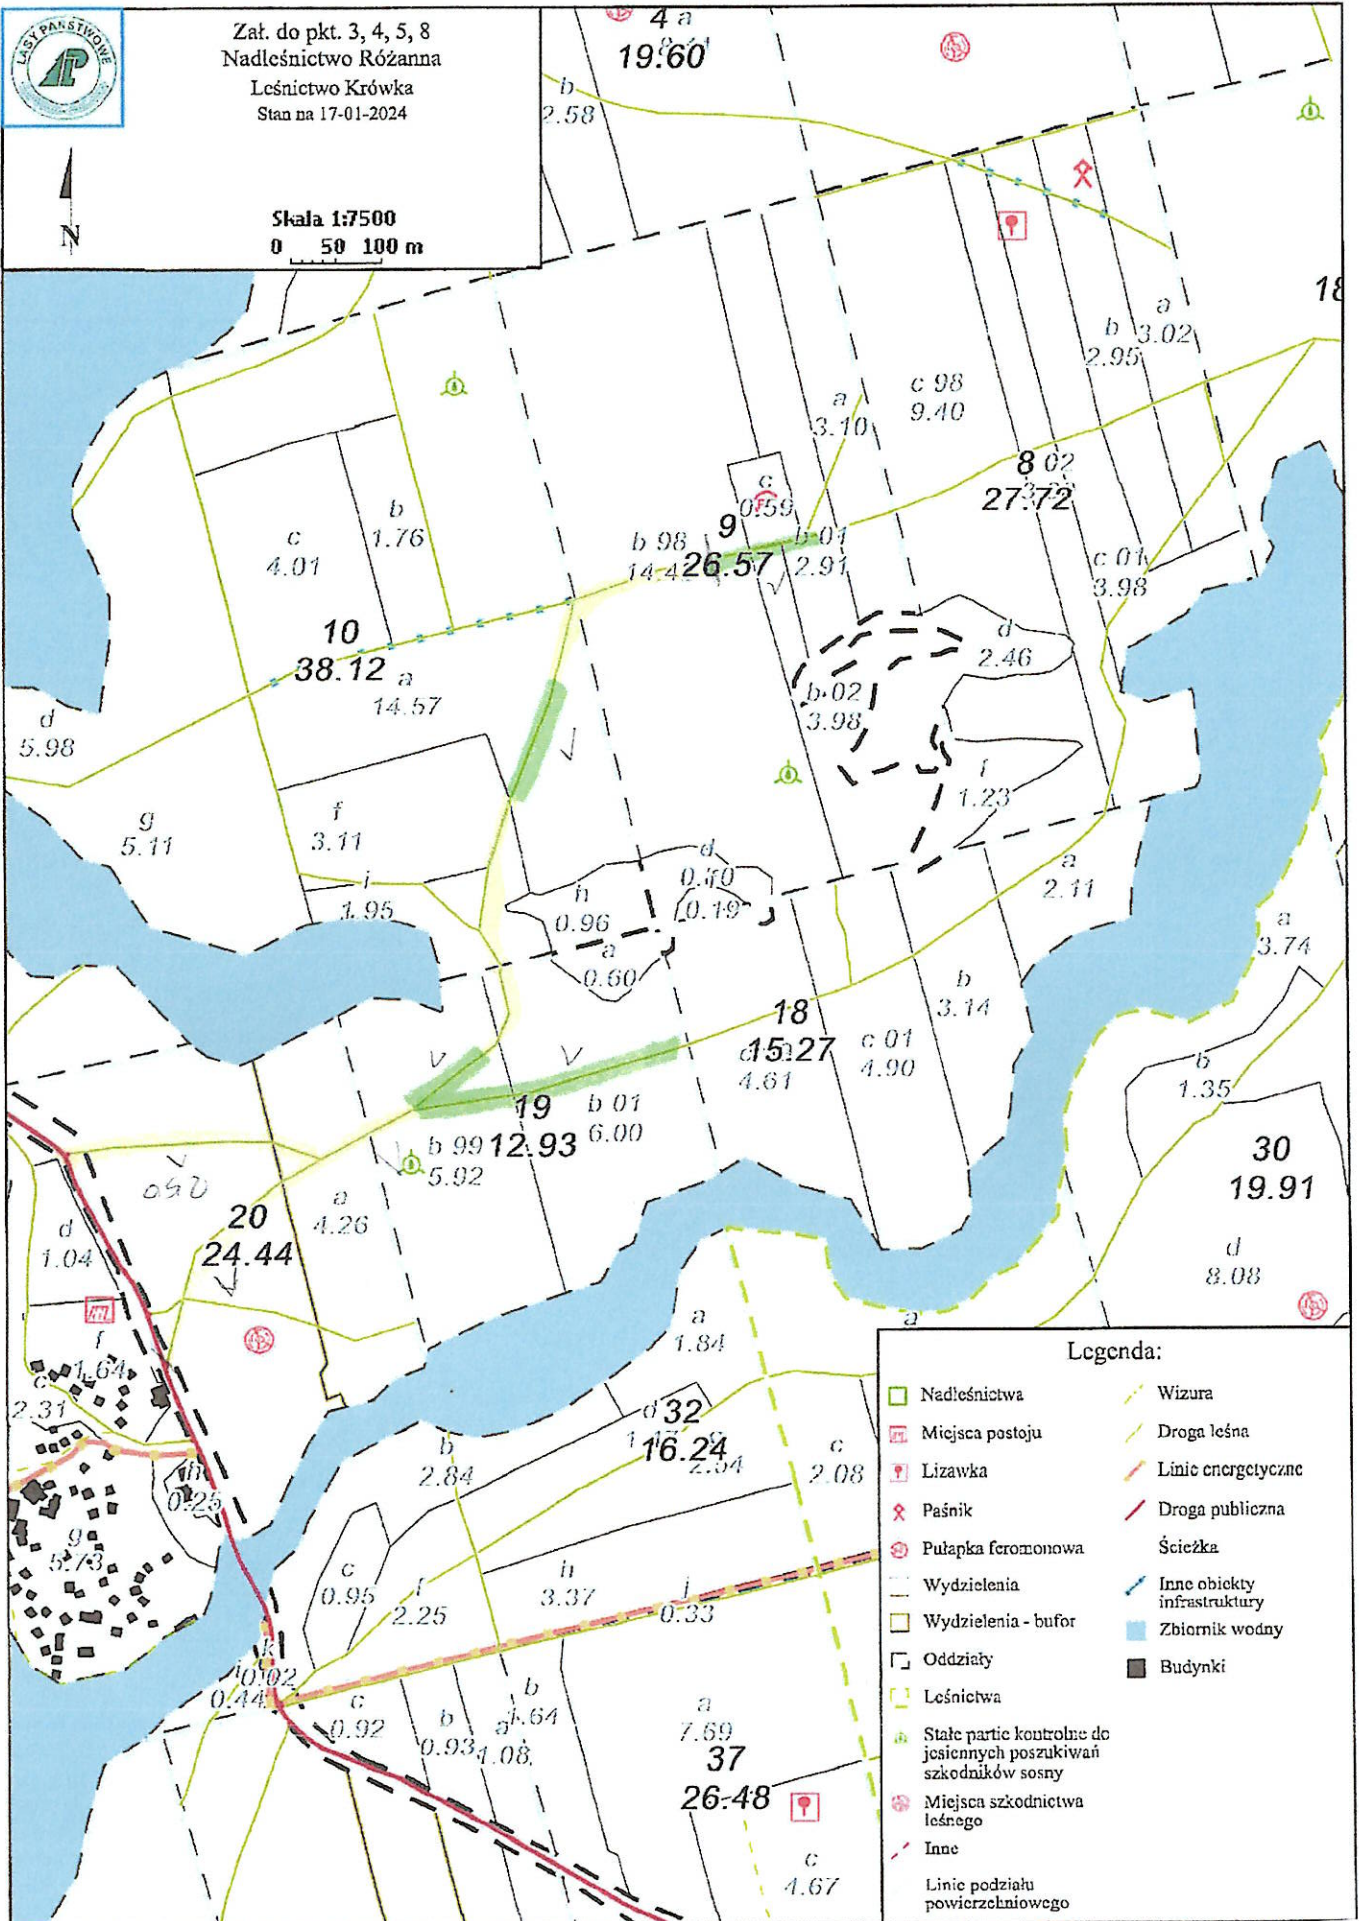 LASY PAŃSTWOWE
Zał. do pkt. 3, 4, 5, 8
Nadleśnictwo Różanna
Leśnictwo Krówka
Stan na 17-01-2024
N
Skala 1:7500
0 50 100 m
4 a
19.60
b
2.58
18
a
3.02
b
2.95
c 98
9.40
a
3.10
8 02
27.72
c
0.59
9
b 98
26.57
b 01
2.91
c 01
3.98
b
1.76
c
4.01
10
38.12
a
14.57
d
2.46
b 02
3.98
d
5.98
f
1.23
g
5.11
f
3.11
d
0.19
a
2.11
i
1.95
h
0.96
a
0.60
a
3.74
b
3.14
18
15.27
4.61
c 01
4.90
b
1.35
19
12.93
b 01
6.00
b 99
5.92
30
19.91
20
24.44
a
4.26
d
1.04
d
8.08
a
a
1.84
f
1.64
c
2.31
32
16.24
d
b
2.84
c
2.08
h
0.25
g
5.73
c
0.95
f
2.25
h
3.37
j
0.33
k
0.02
i
0.44
c
0.92
b
0.93
a
1.08
b
1.64
a
7.69
37
26.48
c
4.67
Legenda:
Nadleśnictwa
Miejsca postoju
Lizawka
Paśnik
Pułapka feromonowa
Wydzielenia
Wydzielenia - bufor
Oddziały
Leśnictwa
Stałe partie kontrolne do
jesiennych poszukiwań
szkodników sosny
Miejsca szkodnictwa
leśnego
Inne
Linie podziału
powierzchniowego
Wizura
Droga leśna
Linie energetyczne
Droga publiczna
Ścieżka
Inne obiekty
infrastruktury
Zbiornik wodny
Budynki